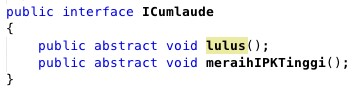 public interface ICumlaude
{
    public abstract void lulus();
    public abstract void meraihIPKTinggi();
}